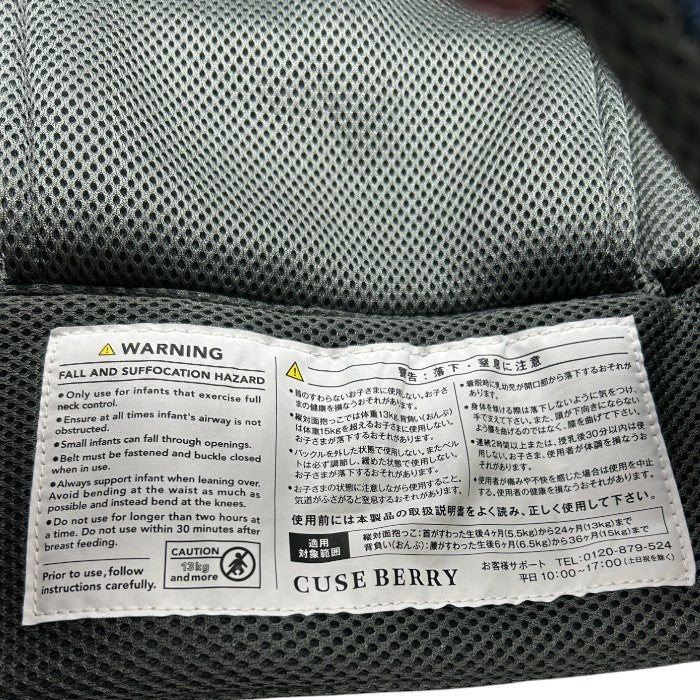 ⚠ WARNING
FALL AND SUFFOCATION HAZARD
•Only use for infants that exercise full
neck control.
•Ensure at all times infant's airway is not
obstructed.
•Small infants can fall through openings.
•Belt must be fastened and buckle closed
when in use.
•Always support infant when leaning over.
Avoid bending at the waist as much as
possible and instead bend at the knees.
•Do not use for longer than two hours at
a time. Do not use within 30 minutes after
breast feeding.
Prior to use, follow
instructions carefully.
CAUTION
13kg
and more
⚠ 警告：落下・窒息に注意
•首のすわらないお子さまに使用しない。お子さ
まの健康を損なうおそれがあります。
•縦対面抱っこでは体重13kg、背負い(おんぶ)
は体重15kgを超えるお子さまに使用しない。
お子さまが落下するおそれがあります。
•バックルを外した状態で使用しない。またベル
トは必ず調節し、緩めた状態で使用しない。
お子さまが落下するおそれがあります。
•お子さまの状態に注意しながら使用すること。
気道がふさがると窒息するおそれがあります。
•着脱時に乳幼児が開口部から落下するおそれが
あります。
•身体を傾ける際は落下しないように気をつけ、
手で支えて下さい。また、頭が下向きにならない
よう腰を曲げるのではなく、膝を曲げて下さい。
•連続2時間以上または、授乳後30分以内は使
用しない。お子さま、使用者が体調を損なうお
それがあります。
•使用者が痛みや不快を感じた場合は使用を中止
する。使用者の健康を損なうおそれがあります。
使用前には本製品の取扱説明書をよく読み、正しく使用して下さい。
適用
対象範囲
縦対面抱っこ：首がすわった生後4ヶ月(5.5kg)から24ヶ月(13kg)まで
背負い(おんぶ)：腰がすわった生後6ヶ月(6.5kg)から36ヶ月(15kg)まで
CUSE BERRY
お客様サポート TEL:0120-879-524
平日 10:00～17:00 (土日祝を除く)